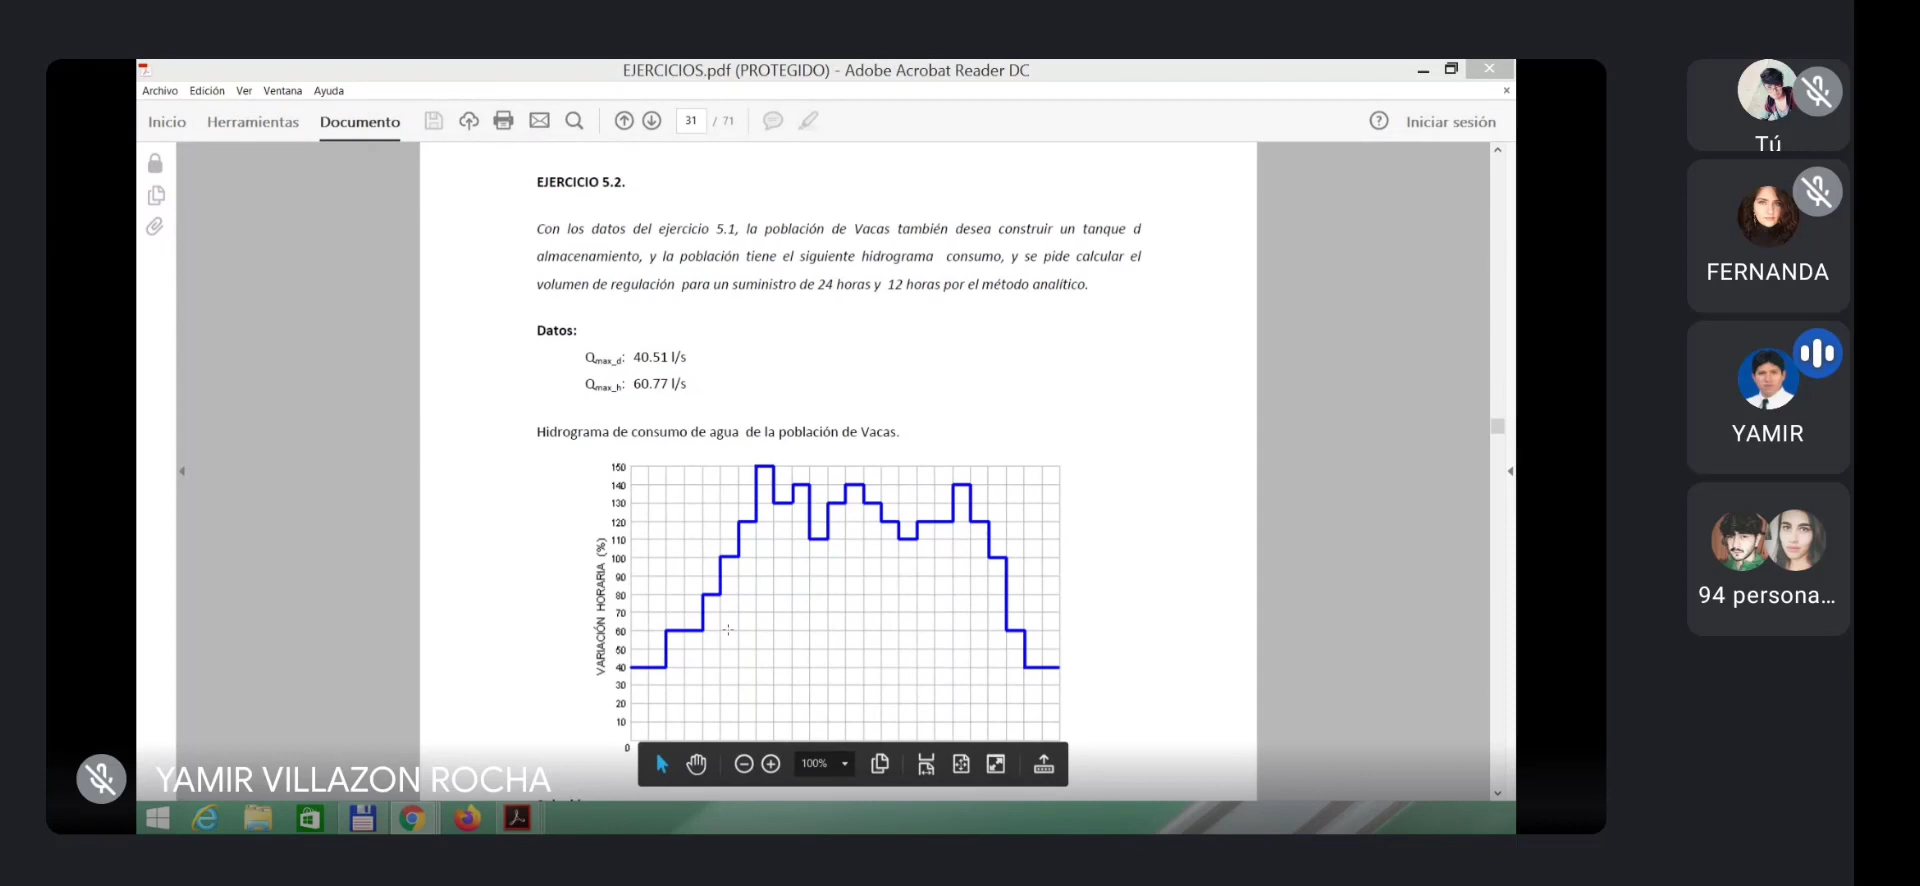 EJERCICIOS.pdf (PROTEGIDO) - Adobe Acrobat Reader DC
Archivo Edición Ver Ventana Ayuda
Inicio Herramientas Documento 31 / 71 Iniciar sesión
EJERCICIO 5.2.
Con los datos del ejercicio 5.1, la población de Vacas también desea construir un tanque d
almacenamiento, y la población tiene el siguiente hidrograma consumo, y se pide calcular el
volumen de regulación para un suministro de 24 horas y 12 horas por el método analítico.
Datos:
Qmax_d: 40.51 l/s
Qmax_h: 60.77 l/s
Hidrograma de consumo de agua de la población de Vacas.
VARIACIÓN HORARIA (%)
150
140
130
120
110
100
90
80
70
60
50
40
30
20
10
0
100%
YAMIR VILLAZON ROCHA
Tú
FERNANDA
YAMIR
94 persona...